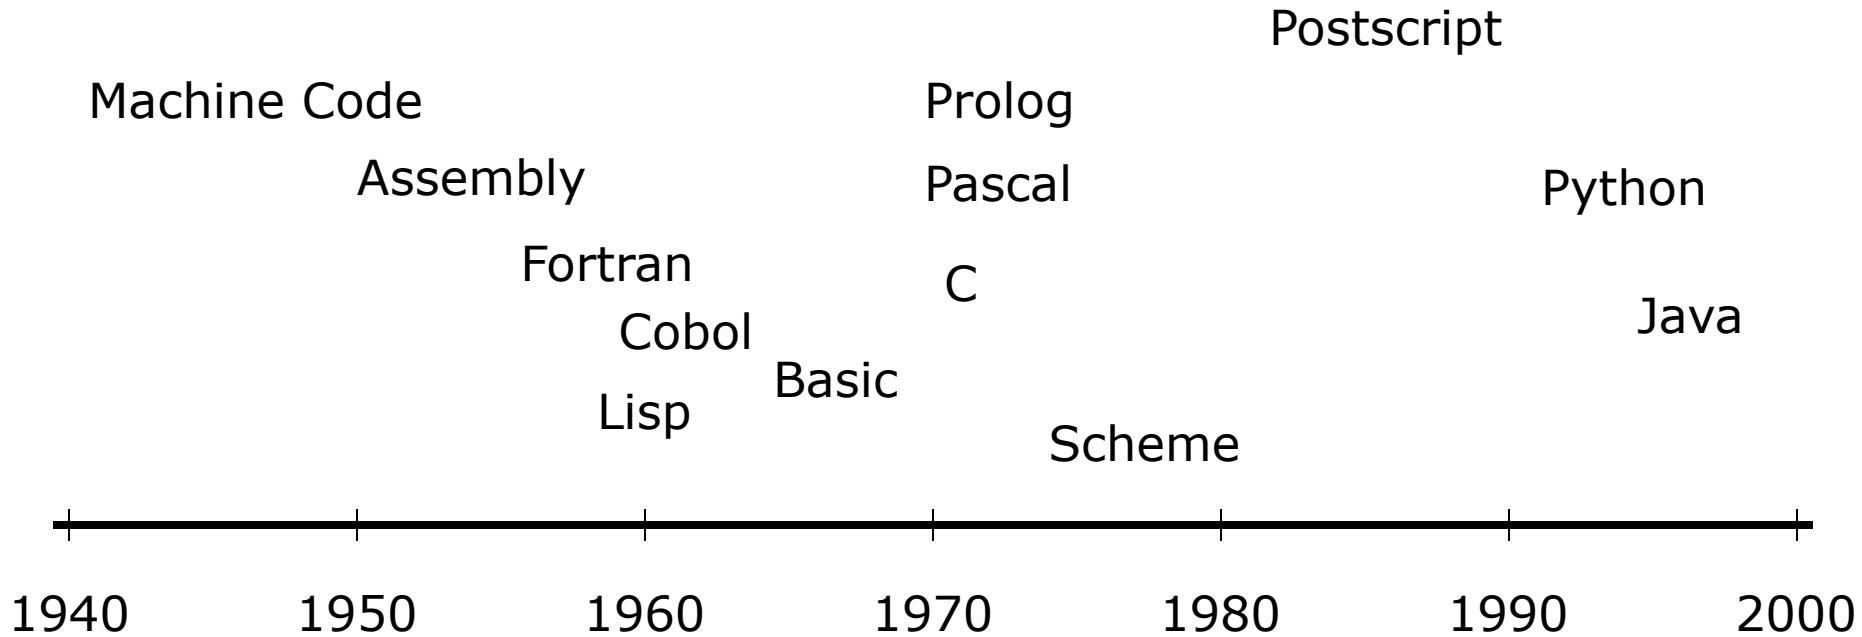 Postscript
Machine Code
Prolog
Assembly
Pascal
Python
Fortran
C
Java
Cobol
Basic
Lisp
Scheme
1940 1950 1960 1970 1980 1990 2000